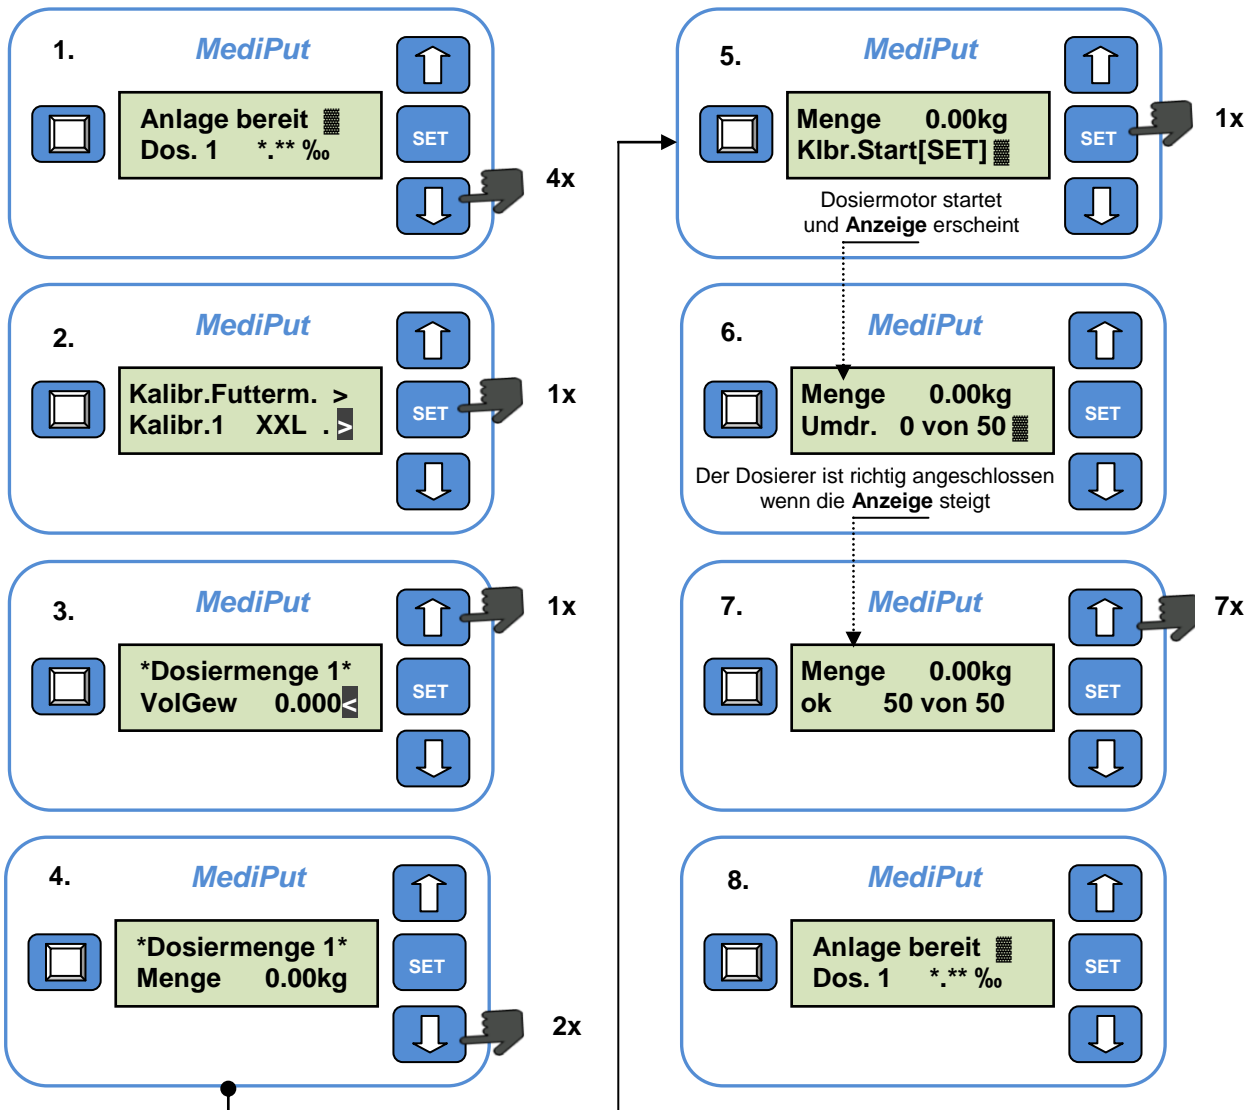 1.
MediPut
Anlage bereit ▒
Dos. 1 *.** ‰
SET
4x
2.
MediPut
Kalibr.Futterm. >
Kalibr.1 XXL . >
SET
1x
3.
MediPut
*Dosiermenge 1*
VolGew 0.000<
SET
1x
4.
MediPut
*Dosiermenge 1*
Menge 0.00kg
SET
2x
5.
MediPut
Menge 0.00kg
Klbr.Start[SET] ▒
SET
1x
Dosiermotor startet
und Anzeige erscheint
6.
MediPut
Menge 0.00kg
Umdr. 0 von 50 ▒
SET
Der Dosierer ist richtig angeschlossen
wenn die Anzeige steigt
7.
MediPut
Menge 0.00kg
ok 50 von 50
SET
7x
8.
MediPut
Anlage bereit ▒
Dos. 1 *.** ‰
SET